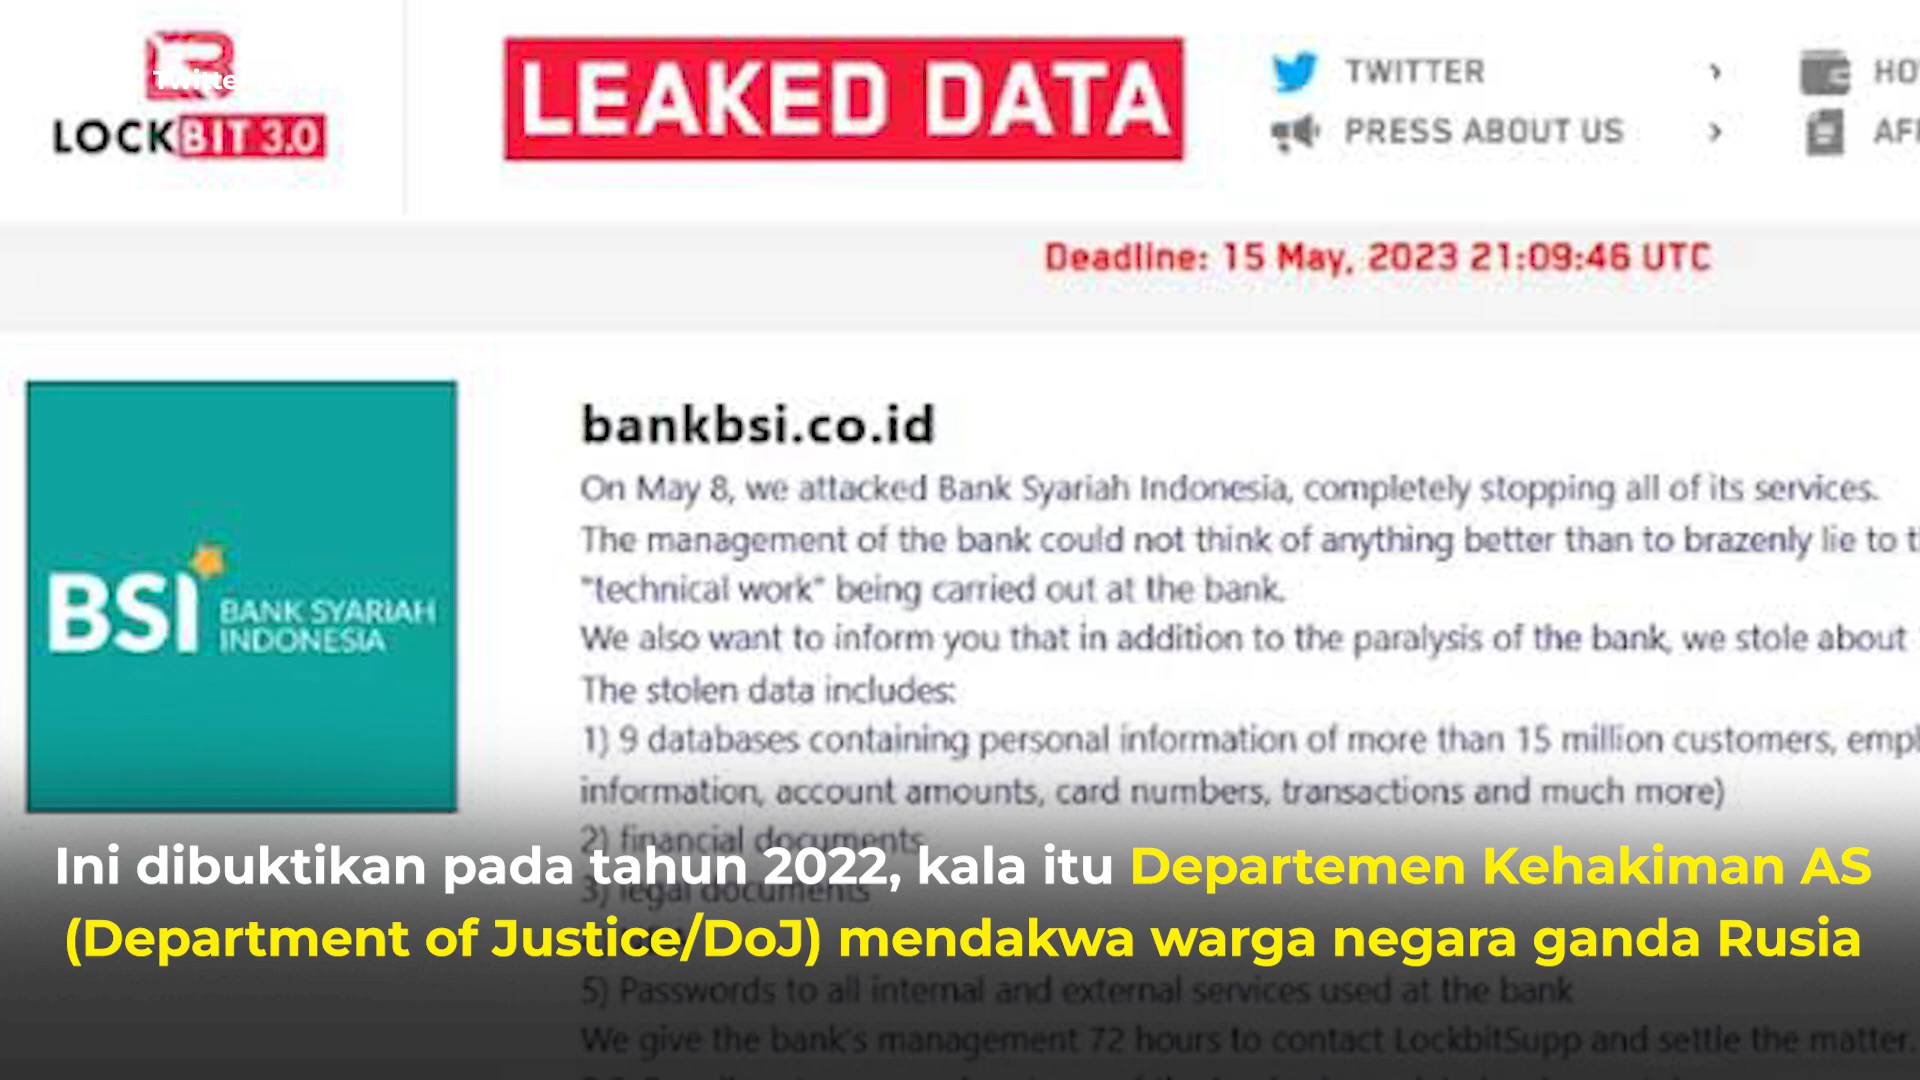 Twitte
LOCKBIT 3.0
LEAKED DATA
TWITTER
PRESS ABOUT US
Deadline: 15 May, 2023 21:09:46 UTC
BSI BANK SYARIAH
INDONESIA
bankbsi.co.id
On May 8, we attacked Bank Syariah Indonesia, completely stopping all of its services.
The management of the bank could not think of anything better than to brazenly lie to
"technical work" being carried out at the bank.
We also want to inform you that in addition to the paralysis of the bank, we stole about
The stolen data includes:
1) 9 databases containing personal information of more than 15 million customers,
information, account amounts, card numbers, transactions and much more)
2) financial documents
3) legal documents
Ini dibuktikan pada tahun 2022, kala itu Departemen Kehakiman AS
(Department of Justice/DoJ) mendakwa warga negara ganda Rusia
5) Passwords to all internal and external services used at the bank
We give the bank's management 72 hours to contact LockbitSupp and settle the matter.